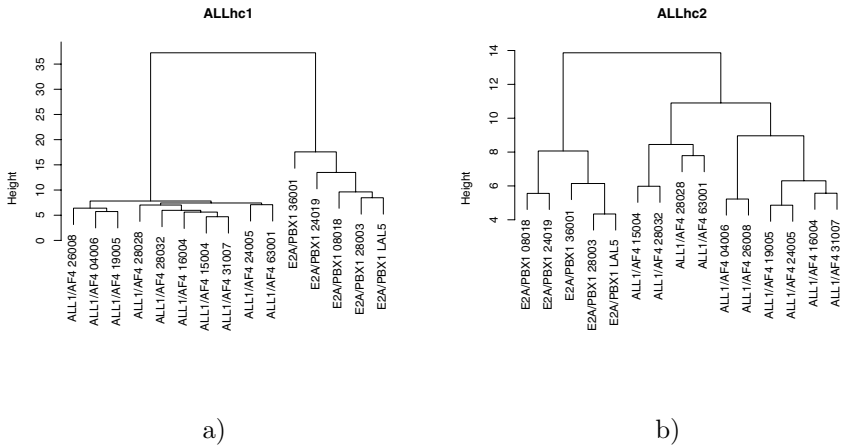 ALLhc1
Height
35
30
25
20
15
10
5
0
ALL1/AF4 26008
ALL1/AF4 04006
ALL1/AF4 19005
ALL1/AF4 28028
ALL1/AF4 28032
ALL1/AF4 16004
ALL1/AF4 15004
ALL1/AF4 31007
ALL1/AF4 24005
ALL1/AF4 63001
E2A/PBX1 36001
E2A/PBX1 24019
E2A/PBX1 08018
E2A/PBX1 28003
E2A/PBX1 LAL5
a)
ALLhc2
Height
14
12
10
8
6
4
E2A/PBX1 08018
E2A/PBX1 24019
E2A/PBX1 36001
E2A/PBX1 28003
E2A/PBX1 LAL5
ALL1/AF4 15004
ALL1/AF4 28032
ALL1/AF4 28028
ALL1/AF4 63001
ALL1/AF4 04006
ALL1/AF4 26008
ALL1/AF4 19005
ALL1/AF4 24005
ALL1/AF4 16004
ALL1/AF4 31007
b)